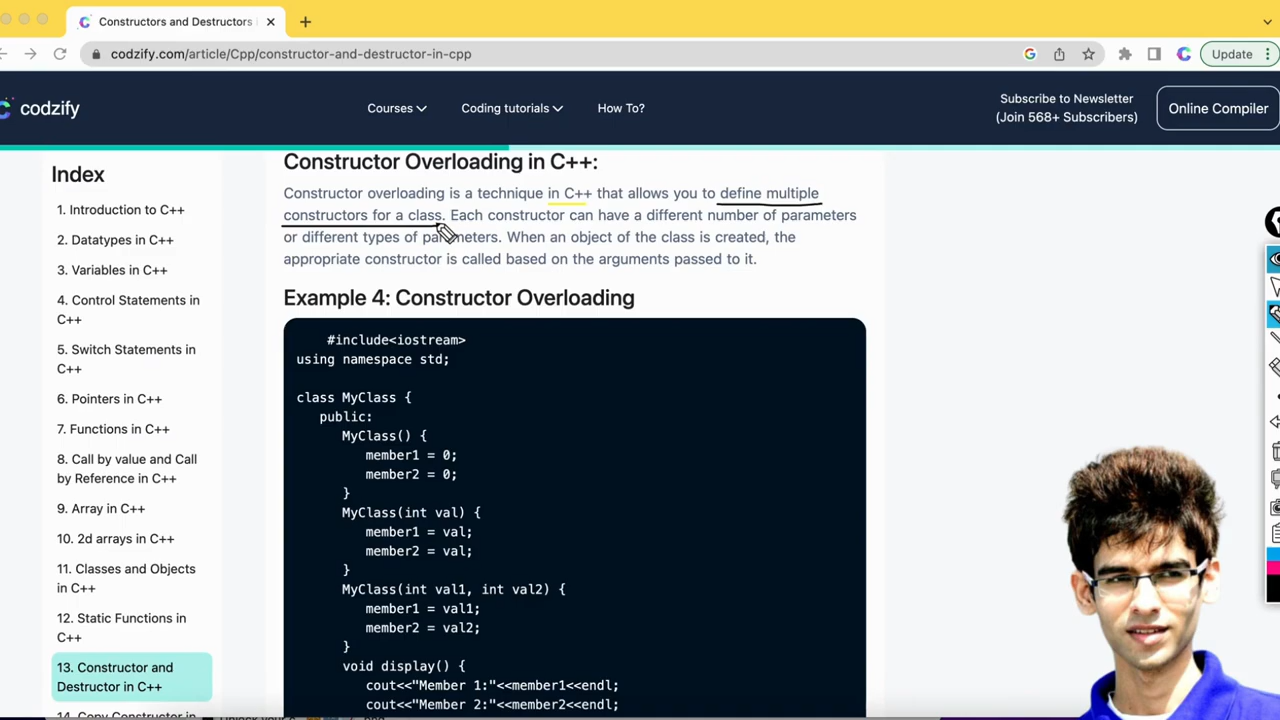 Constructors and Destructors
codzify.com/article/Cpp/constructor-and-destructor-in-cpp
Update
codzify
Courses
Coding tutorials
How To?
Subscribe to Newsletter
(Join 568+ Subscribers)
Online Compiler
Index
1. Introduction to C++
2. Datatypes in C++
3. Variables in C++
4. Control Statements in
C++
5. Switch Statements in
C++
6. Pointers in C++
7. Functions in C++
8. Call by value and Call
by Reference in C++
9. Array in C++
10. 2d arrays in C++
11. Classes and Objects
in C++
12. Static Functions in
C++
13. Constructor and
Destructor in C++
14. Copy Constructor in
Constructor Overloading in C++:
Constructor overloading is a technique in C++ that allows you to define multiple
constructors for a class. Each constructor can have a different number of parameters
or different types of parameters. When an object of the class is created, the
appropriate constructor is called based on the arguments passed to it.
Example 4: Constructor Overloading
#include<iostream>
using namespace std;
class MyClass {
public:
MyClass() {
member1 = 0;
member2 = 0;
}
MyClass(int val) {
member1 = val;
member2 = val;
}
MyClass(int val1, int val2) {
member1 = val1;
member2 = val2;
}
void display() {
cout<<"Member 1:"<<member1<<endl;
cout<<"Member 2:"<<member2<<endl;